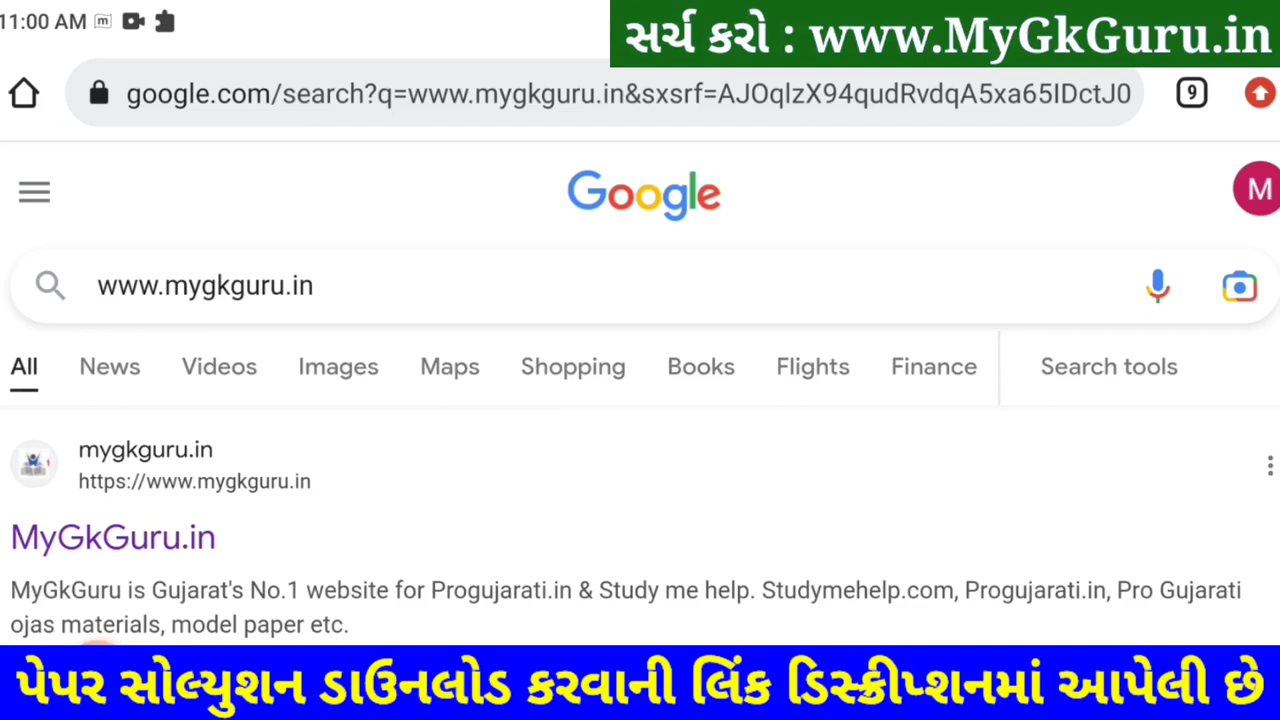 11:00 AM
સર્ચ કરો : www.MyGkGuru.in
google.com/search?q=www.mygkguru.in&sxsrf=AJOqlzX94qudRvdqA5xa65IDctJ0
9
Google
M
www.mygkguru.in
All News Videos Images Maps Shopping Books Flights Finance Search tools
mygkguru.in
https://www.mygkguru.in
MyGkGuru.in
MyGkGuru is Gujarat's No.1 website for Progujarati.in & Study me help. Studymehelp.com, Progujarati.in, Pro Gujarati
ojas materials, model paper etc.
પેપર સોલ્યુશન ડાઉનલોડ કરવાની લિંક ડિસ્ક્રીપ્શનમાં આપેલી છે